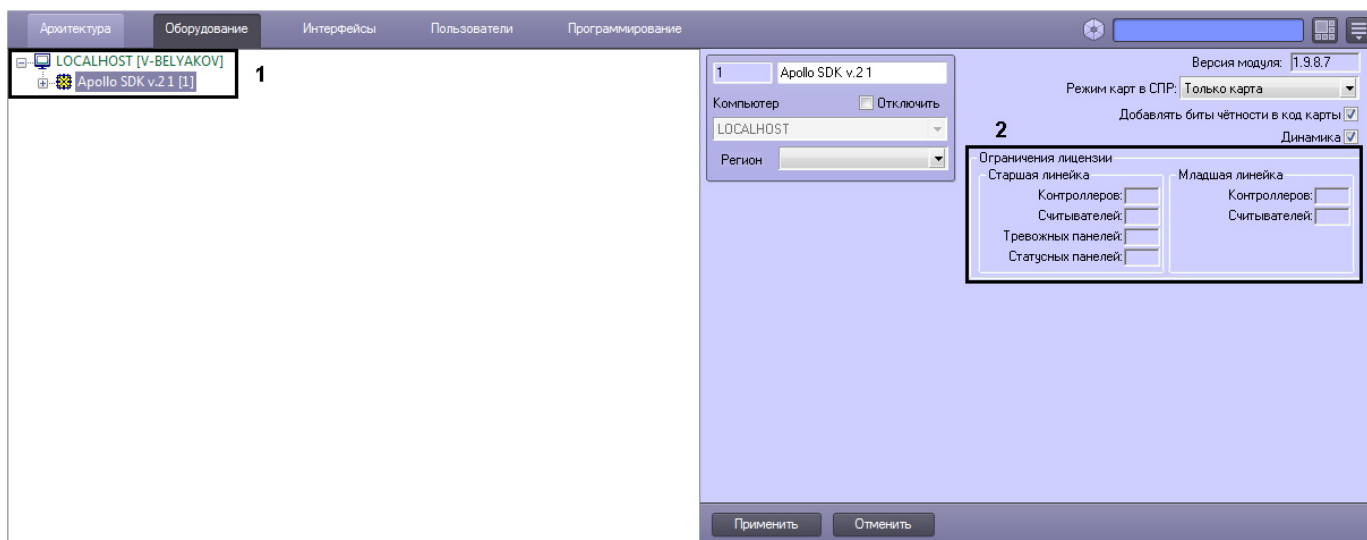 Архитектура Оборудование Интерфейсы Пользователи Программирование
LOCALHOST [V-BELYAKOV]
Apollo SDK v.2 1 [1]
1
1 Apollo SDK v.2 1
Компьютер Отключить
LOCALHOST
Регион
Версия модуля: 1.9.8.7
Режим карт в СПР: Только карта
Добавлять биты чётности в код карты
Динамика
2
Ограничения лицензии
Старшая линейка
Контроллеров:
Считывателей:
Тревожных панелей:
Статусных панелей:
Младшая линейка
Контроллеров:
Считывателей:
Применить Отменить